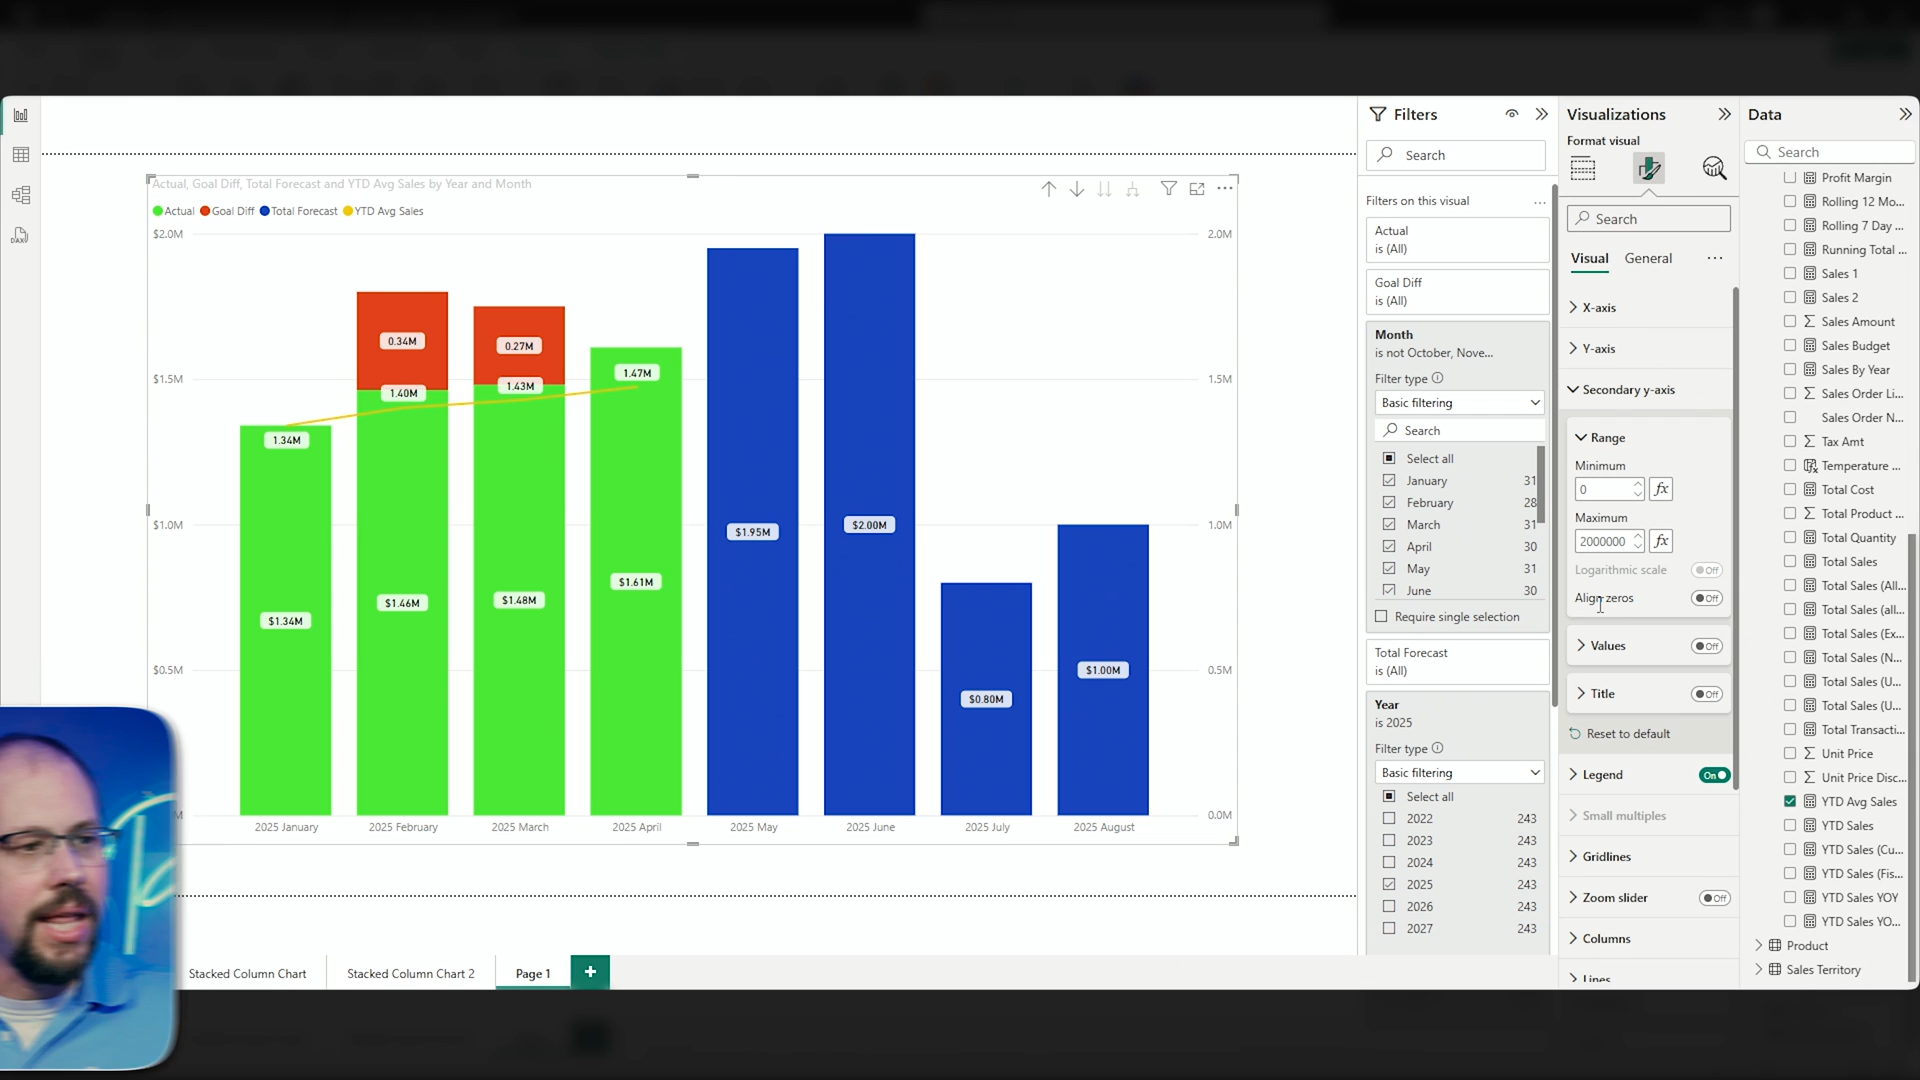 Actual, Goal Diff, Total Forecast and YTD Avg Sales by Year and Month
Actual Goal Diff Total Forecast YTD Avg Sales
$2.0M
$1.5M
$1.0M
$0.5M
2.0M
1.5M
1.0M
0.5M
0.0M
1.34M
$1.34M
0.34M
1.40M
$1.46M
0.27M
1.43M
$1.48M
1.47M
$1.61M
$1.95M
$2.00M
$0.80M
$1.00M
2025 January
2025 February
2025 March
2025 April
2025 May
2025 June
2025 July
2025 August
Stacked Column Chart
Stacked Column Chart 2
Page 1
+
Filters
Search
Filters on this visual
Actual
is (All)
Goal Diff
is (All)
Month
is not October, Nove...
Filter type
Basic filtering
Search
Select all
January 31
February 28
March 31
April 30
May 31
June 30
Require single selection
Total Forecast
is (All)
Year
is 2025
Filter type
Basic filtering
Select all
2022 243
2023 243
2024 243
2025 243
2026 243
2027 243
Visualizations
Format visual
Search
Visual General
X-axis
Y-axis
Secondary y-axis
Range
Minimum
0 fx
Maximum
2000000 fx
Logarithmic scale Off
Align zeros Off
Values Off
Title Off
Reset to default
Legend On
Small multiples
Gridlines
Zoom slider Off
Columns
Lines
Data
Search
Profit Margin
Rolling 12 Mo...
Rolling 7 Day ...
Running Total ...
Sales 1
Sales 2
Sales Amount
Sales Budget
Sales By Year
Sales Order Li...
Sales Order N...
Tax Amt
Temperature ...
Total Cost
Total Product ...
Total Quantity
Total Sales
Total Sales (All...
Total Sales (all...
Total Sales (Ex...
Total Sales (N...
Total Sales (U...
Total Sales (U...
Total Transacti...
Unit Price
Unit Price Disc...
YTD Avg Sales
YTD Sales
YTD Sales (Cu...
YTD Sales (Fis...
YTD Sales YOY
YTD Sales YO...
Product
Sales Territory